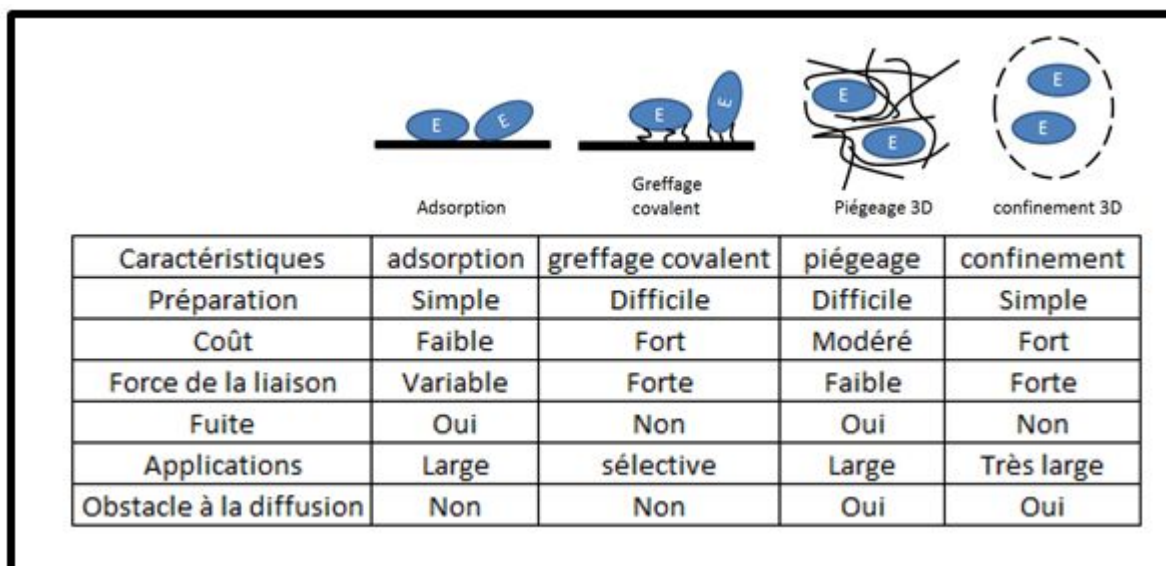 E E E E E E E E
Adsorption
Greffage
covalent
Piégeage 3D
confinement 3D
Caractéristiques adsorption greffage covalent piégeage confinement
Préparation Simple Difficile Difficile Simple
Coût Faible Fort Modéré Fort
Force de la liaison Variable Forte Faible Forte
Fuite Oui Non Oui Non
Applications Large sélective Large Très large
Obstacle à la diffusion Non Non Oui Oui